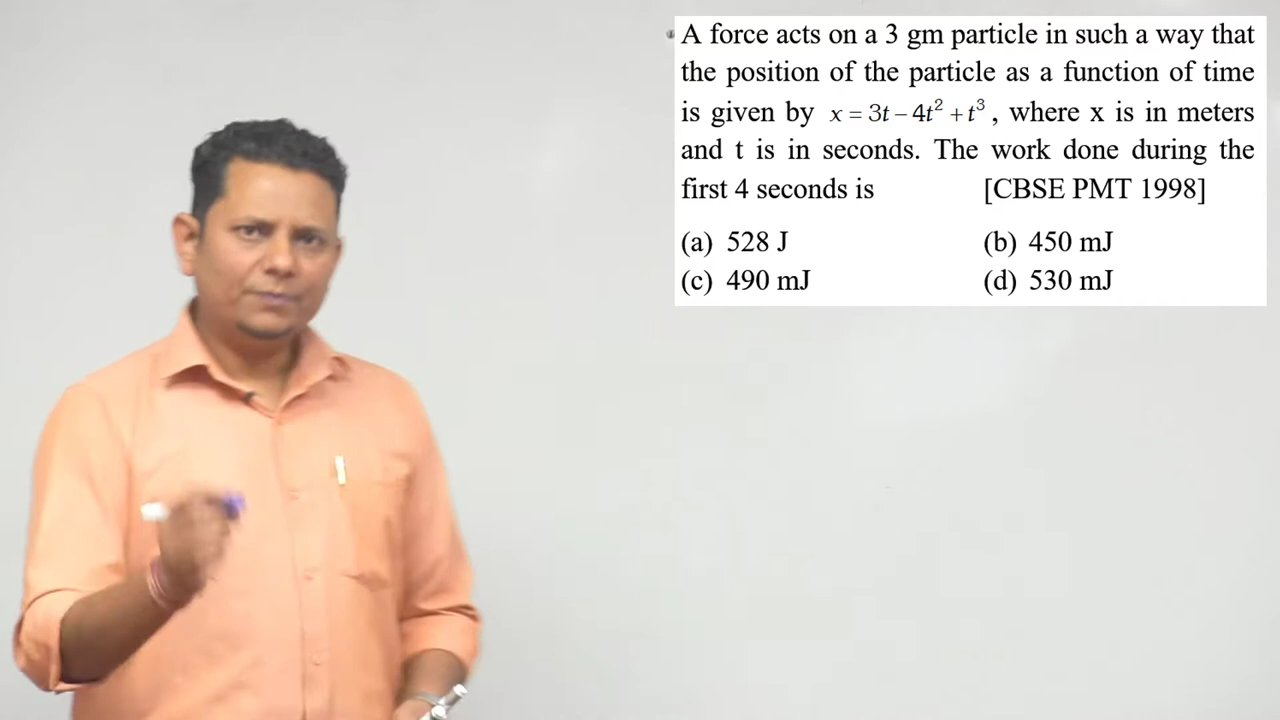 A force acts on a 3 gm particle in such a way that
the position of the particle as a function of time
is given by x = 3t – 4t² + t³ , where x is in meters
and t is in seconds. The work done during the
first 4 seconds is [CBSE PMT 1998]
(a) 528 J (b) 450 mJ
(c) 490 mJ (d) 530 mJ